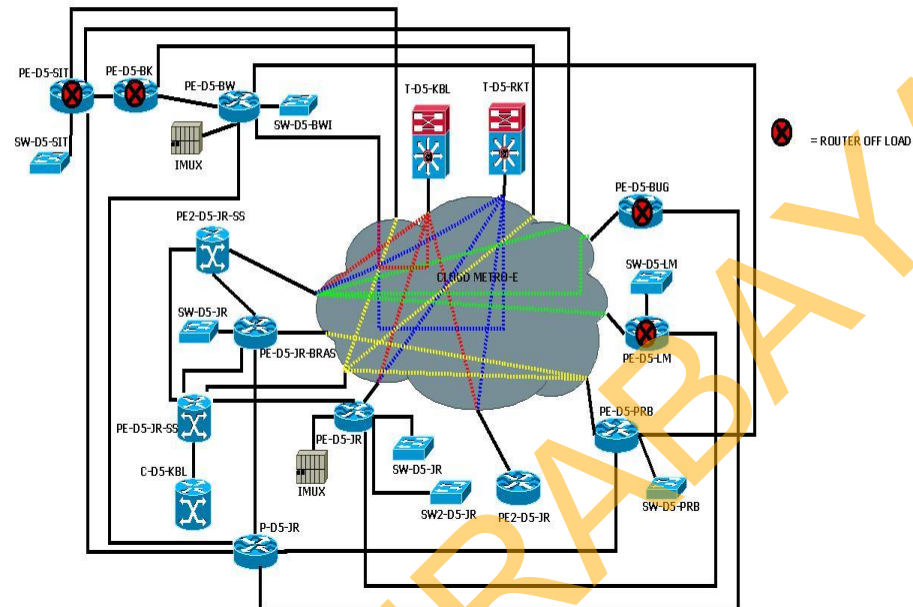 PE-D5-SIT
PE-D5-BK
PE-D5-BW
T-D5-KBL
T-D5-RKT
SW-D5-BWI
SW-D5-SIT
IMUX
= ROUTER OFF LOAD
PE-D5-BUG
PE2-D5-JR-SS
SW-D5-LM
SW-D5-JR
PE-D5-JR-BRAS
PE-D5-LM
PE-D5-JR-SS
PE-D5-JR
PE-D5-PRB
C-D5-KBL
IMUX
SW-D5-JR
SW2-D5-JR
PE2-D5-JR
SW-D5-PRB
P-D5-JR
RABAYA